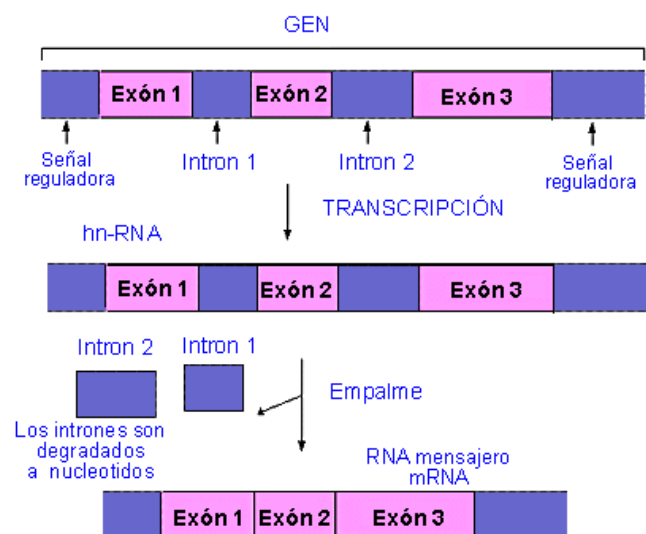 GEN
Exón 1 Exón 2 Exón 3
Señal
reguladora
Intron 1
Intron 2
Señal
reguladora
TRANSCRIPCIÓN
hn-RNA
Exón 1 Exón 2 Exón 3
Intron 2
Intron 1
Empalme
Los intrones son
degradados
a nucleotidos
RNA mensajero
mRNA
Exón 1 Exón 2 Exón 3